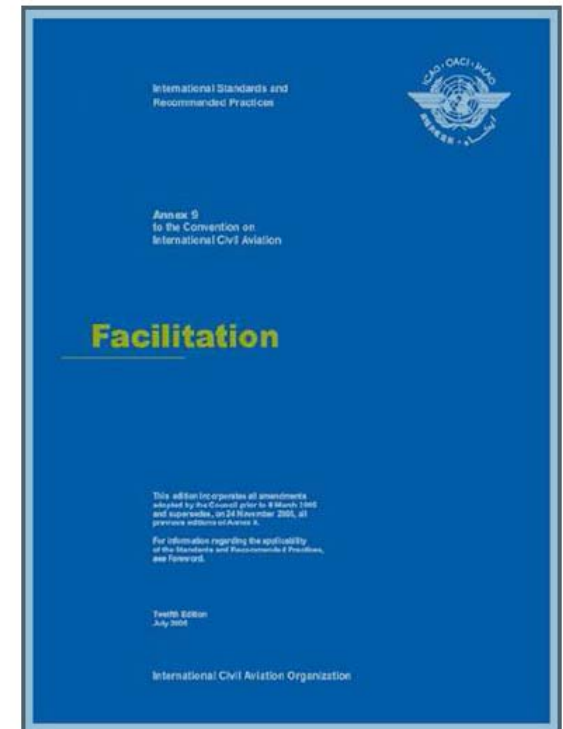 International Standards and
Recommended Practices
ICAO · OACI · ИКАО
Annex 9
to the Convention on
International Civil Aviation
Facilitation
This edition incorporates all amendments
adopted by the Council prior to 8 March 2005
and supersedes, on 24 November 2005, all
previous editions of Annex 9.
For information regarding the applicability
of the Standards and Recommended Practices,
see Foreword.
Twelfth Edition
July 2005
International Civil Aviation Organization